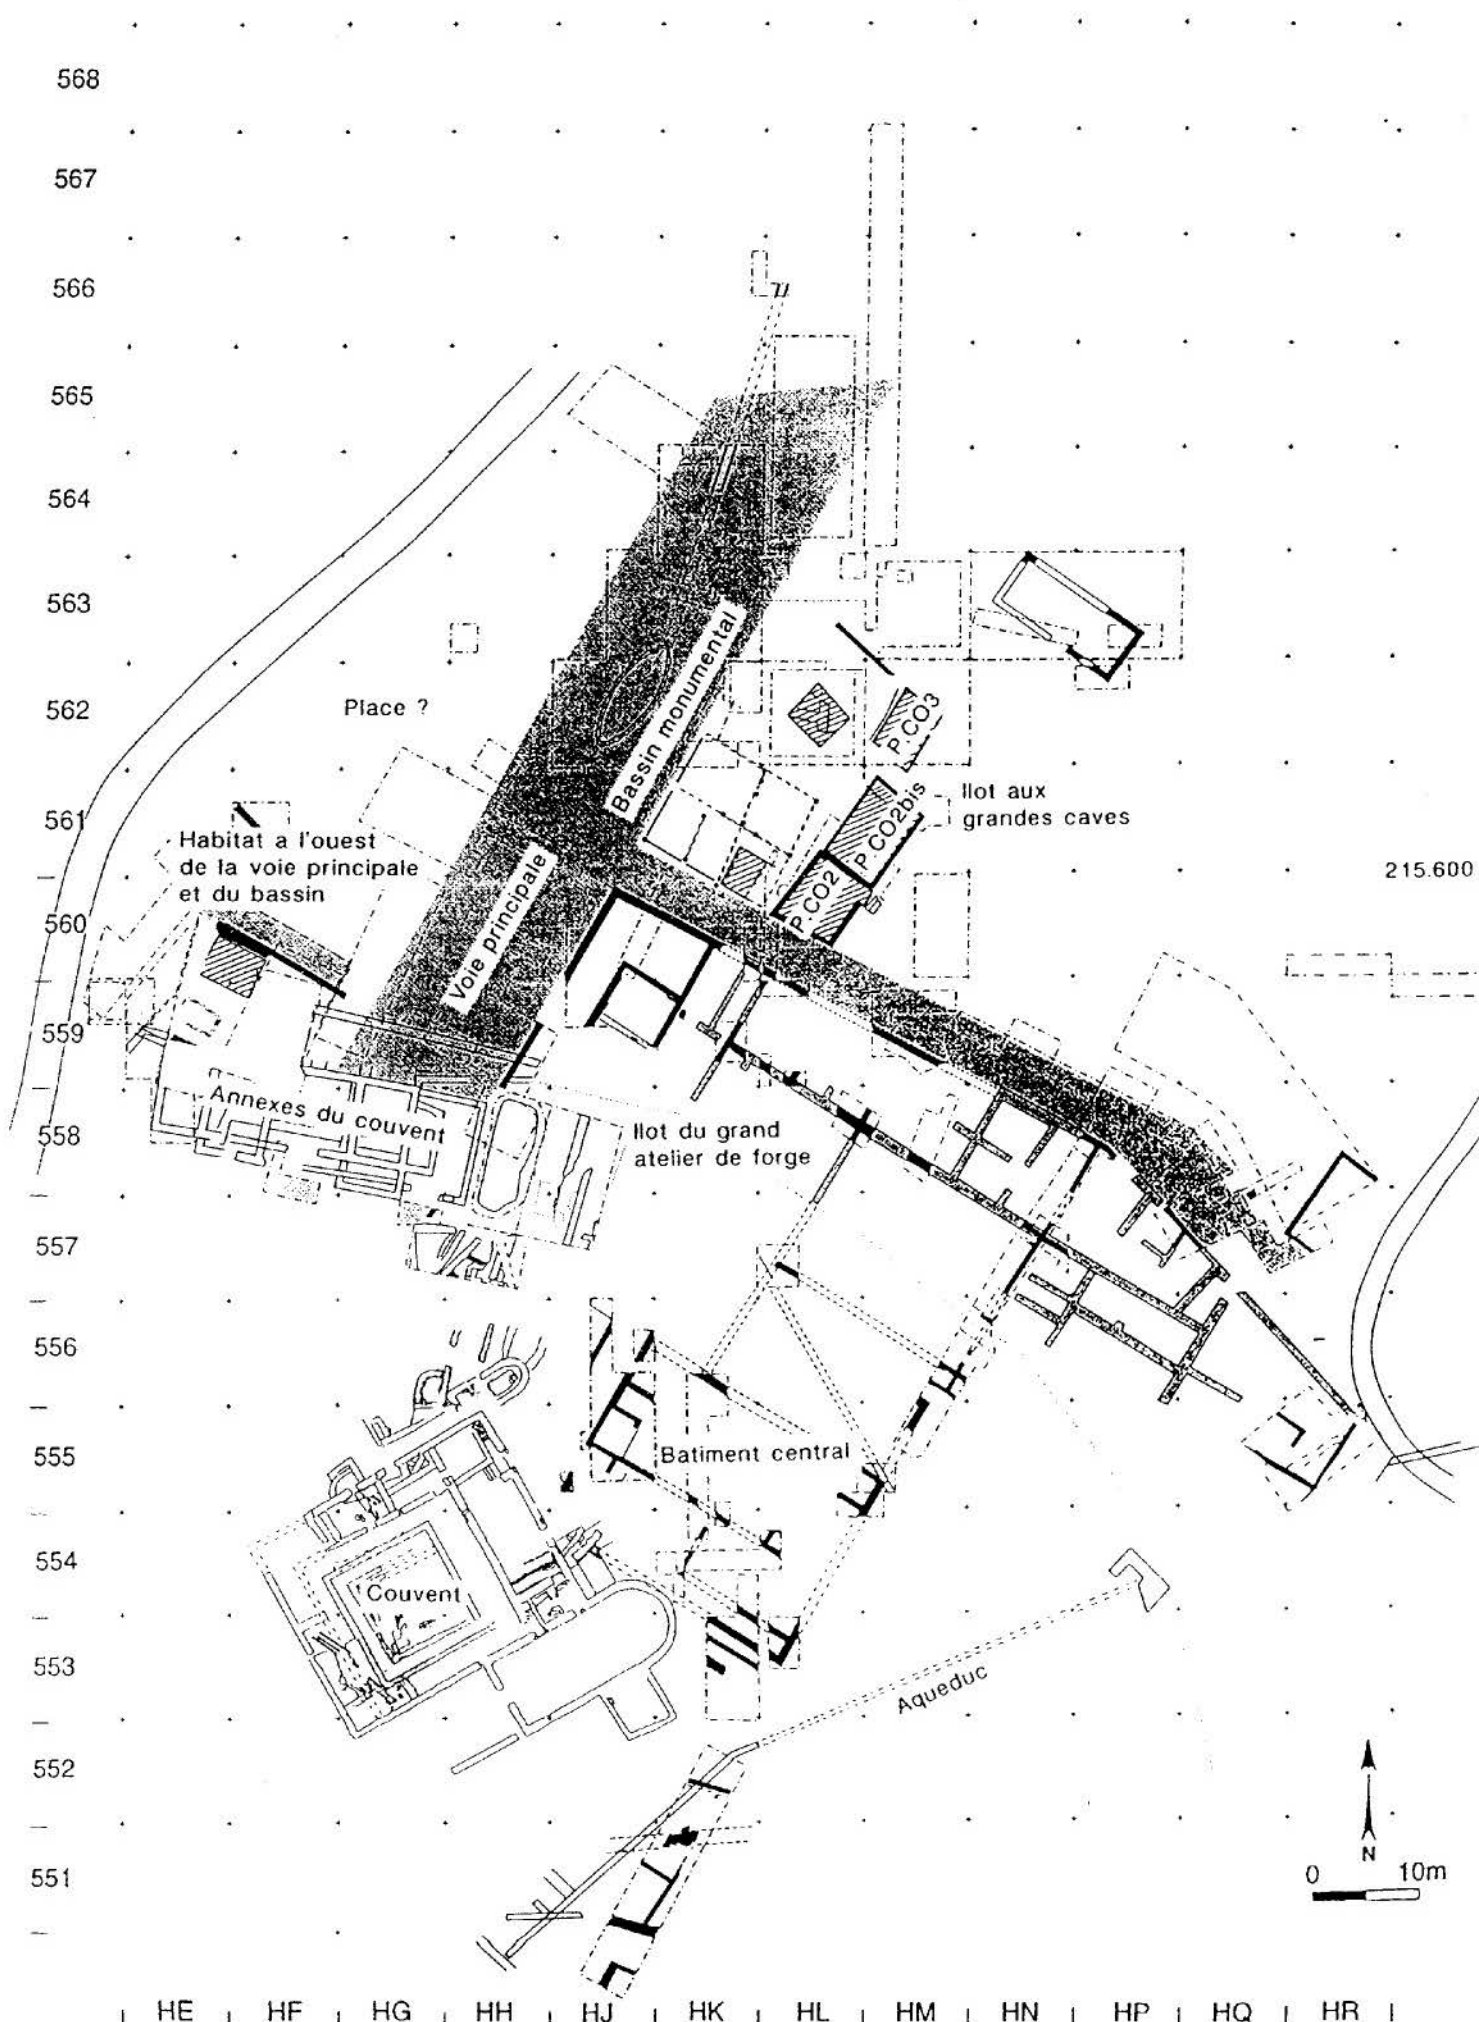 568
567
566
565
564
563
Bassin monumental
562
Place ?
P.CO3
561
Ilot aux
grandes caves
P.CO2bis
Habitat a l'ouest
de la voie principale
et du bassin
215.600
P.CO2
560
Voie principale
559
Annexes du couvent
558
Ilot du grand
atelier de forge
557
556
555
Batiment central
554
Couvent
553
Aqueduc
552
N
551
0 10m
HE HF HG HH HJ HK HL HM HN HP HQ HR